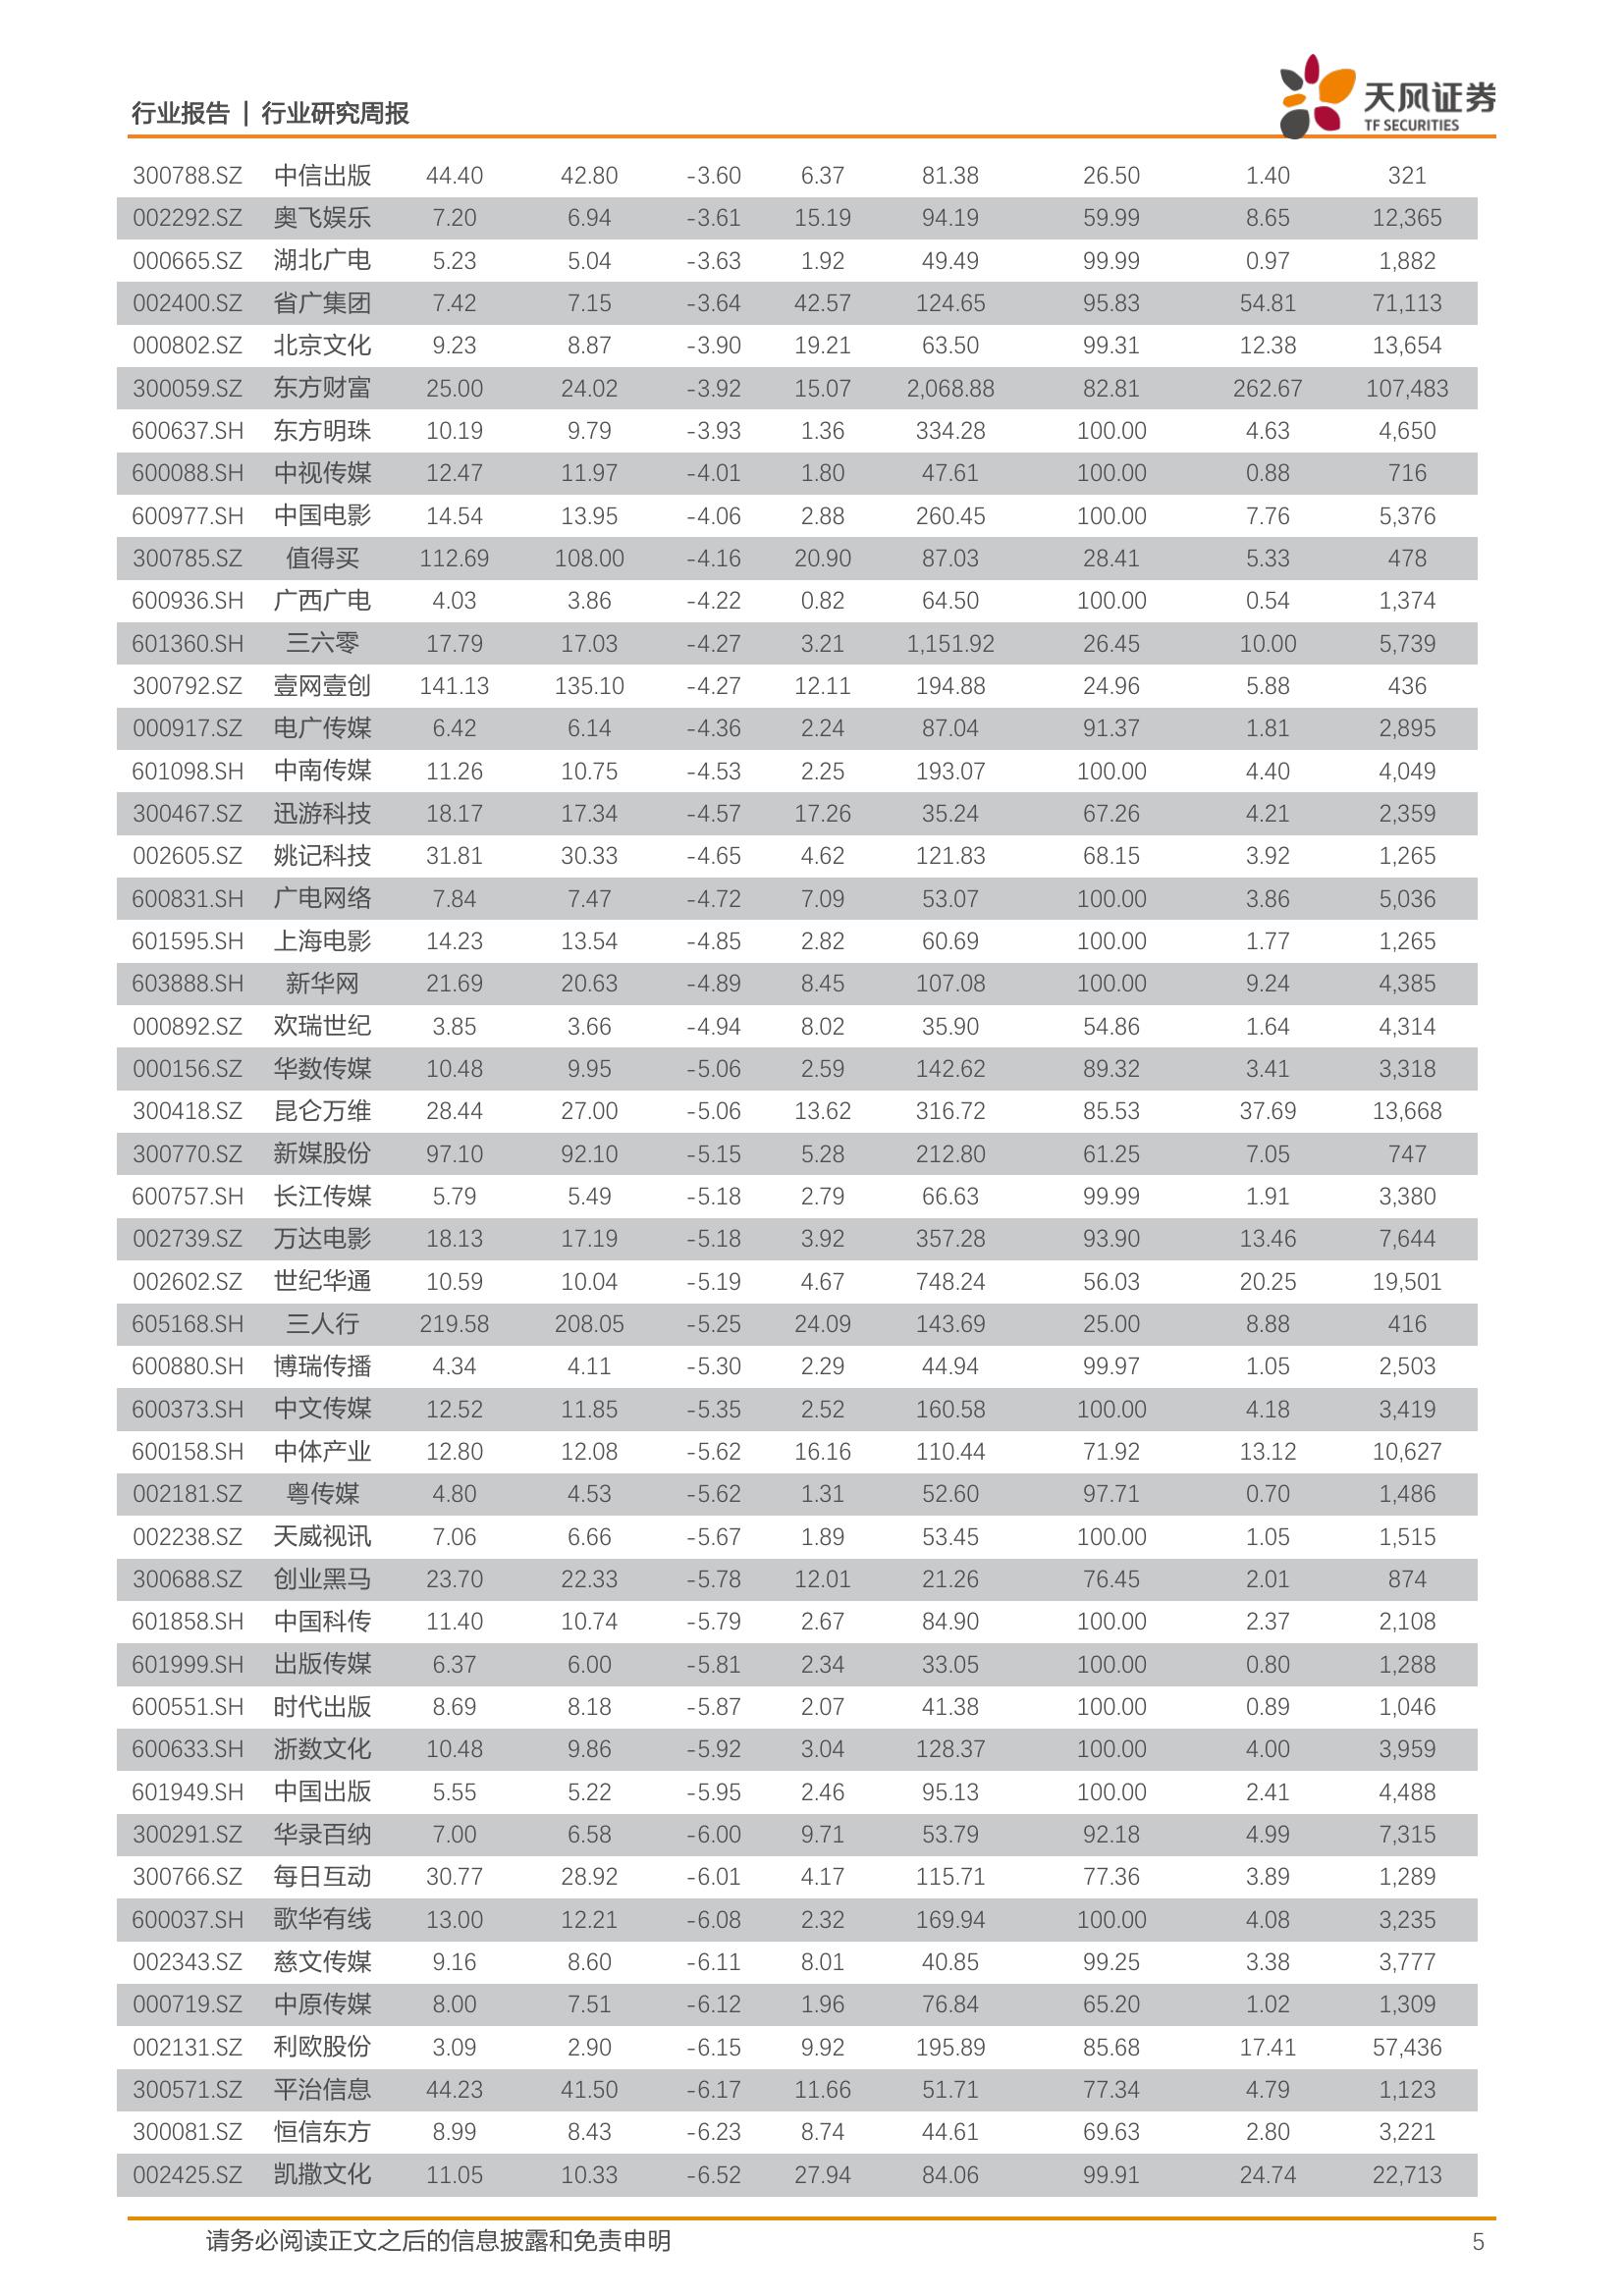 行业报告 | 行业研究周报
天风证券
TF SECURITIES
300788.SZ 中信出版 44.40 42.80 -3.60 6.37 81.38 26.50 1.40 321
002292.SZ 奥飞娱乐 7.20 6.94 -3.61 15.19 94.19 59.99 8.65 12,365
000665.SZ 湖北广电 5.23 5.04 -3.63 1.92 49.49 99.99 0.97 1,882
002400.SZ 省广集团 7.42 7.15 -3.64 42.57 124.65 95.83 54.81 71,113
000802.SZ 北京文化 9.23 8.87 -3.90 19.21 63.50 99.31 12.38 13,654
300059.SZ 东方财富 25.00 24.02 -3.92 15.07 2,068.88 82.81 262.67 107,483
600637.SH 东方明珠 10.19 9.79 -3.93 1.36 334.28 100.00 4.63 4,650
600088.SH 中视传媒 12.47 11.97 -4.01 1.80 47.61 100.00 0.88 716
600977.SH 中国电影 14.54 13.95 -4.06 2.88 260.45 100.00 7.76 5,376
300785.SZ 值得买 112.69 108.00 -4.16 20.90 87.03 28.41 5.33 478
600936.SH 广西广电 4.03 3.86 -4.22 0.82 64.50 100.00 0.54 1,374
601360.SH 三六零 17.79 17.03 -4.27 3.21 1,151.92 26.45 10.00 5,739
300792.SZ 壹网壹创 141.13 135.10 -4.27 12.11 194.88 24.96 5.88 436
000917.SZ 电广传媒 6.42 6.14 -4.36 2.24 87.04 91.37 1.81 2,895
601098.SH 中南传媒 11.26 10.75 -4.53 2.25 193.07 100.00 4.40 4,049
300467.SZ 迅游科技 18.17 17.34 -4.57 17.26 35.24 67.26 4.21 2,359
002605.SZ 姚记科技 31.81 30.33 -4.65 4.62 121.83 68.15 3.92 1,265
600831.SH 广电网络 7.84 7.47 -4.72 7.09 53.07 100.00 3.86 5,036
601595.SH 上海电影 14.23 13.54 -4.85 2.82 60.69 100.00 1.77 1,265
603888.SH 新华网 21.69 20.63 -4.89 8.45 107.08 100.00 9.24 4,385
000892.SZ 欢瑞世纪 3.85 3.66 -4.94 8.02 35.90 54.86 1.64 4,314
000156.SZ 华数传媒 10.48 9.95 -5.06 2.59 142.62 89.32 3.41 3,318
300418.SZ 昆仑万维 28.44 27.00 -5.06 13.62 316.72 85.53 37.69 13,668
300770.SZ 新媒股份 97.10 92.10 -5.15 5.28 212.80 61.25 7.05 747
600757.SH 长江传媒 5.79 5.49 -5.18 2.79 66.63 99.99 1.91 3,380
002739.SZ 万达电影 18.13 17.19 -5.18 3.92 357.28 93.90 13.46 7,644
002602.SZ 世纪华通 10.59 10.04 -5.19 4.67 748.24 56.03 20.25 19,501
605168.SH 三人行 219.58 208.05 -5.25 24.09 143.69 25.00 8.88 416
600880.SH 博瑞传播 4.34 4.11 -5.30 2.29 44.94 99.97 1.05 2,503
600373.SH 中文传媒 12.52 11.85 -5.35 2.52 160.58 100.00 4.18 3,419
600158.SH 中体产业 12.80 12.08 -5.62 16.16 110.44 71.92 13.12 10,627
002181.SZ 粤传媒 4.80 4.53 -5.62 1.31 52.60 97.71 0.70 1,486
002238.SZ 天威视讯 7.06 6.66 -5.67 1.89 53.45 100.00 1.05 1,515
300688.SZ 创业黑马 23.70 22.33 -5.78 12.01 21.26 76.45 2.01 874
601858.SH 中国科传 11.40 10.74 -5.79 2.67 84.90 100.00 2.37 2,108
601999.SH 出版传媒 6.37 6.00 -5.81 2.34 33.05 100.00 0.80 1,288
600551.SH 时代出版 8.69 8.18 -5.87 2.07 41.38 100.00 0.89 1,046
600633.SH 浙数文化 10.48 9.86 -5.92 3.04 128.37 100.00 4.00 3,959
601949.SH 中国出版 5.55 5.22 -5.95 2.46 95.13 100.00 2.41 4,488
300291.SZ 华录百纳 7.00 6.58 -6.00 9.71 53.79 92.18 4.99 7,315
300766.SZ 每日互动 30.77 28.92 -6.01 4.17 115.71 77.36 3.89 1,289
600037.SH 歌华有线 13.00 12.21 -6.08 2.32 169.94 100.00 4.08 3,235
002343.SZ 慈文传媒 9.16 8.60 -6.11 8.01 40.85 99.25 3.38 3,777
000719.SZ 中原传媒 8.00 7.51 -6.12 1.96 76.84 65.20 1.02 1,309
002131.SZ 利欧股份 3.09 2.90 -6.15 9.92 195.89 85.68 17.41 57,436
300571.SZ 平治信息 44.23 41.50 -6.17 11.66 51.71 77.34 4.79 1,123
300081.SZ 恒信东方 8.99 8.43 -6.23 8.74 44.61 69.63 2.80 3,221
002425.SZ 凯撒文化 11.05 10.33 -6.52 27.94 84.06 99.91 24.74 22,713
请务必阅读正文之后的信息披露和免责申明 5